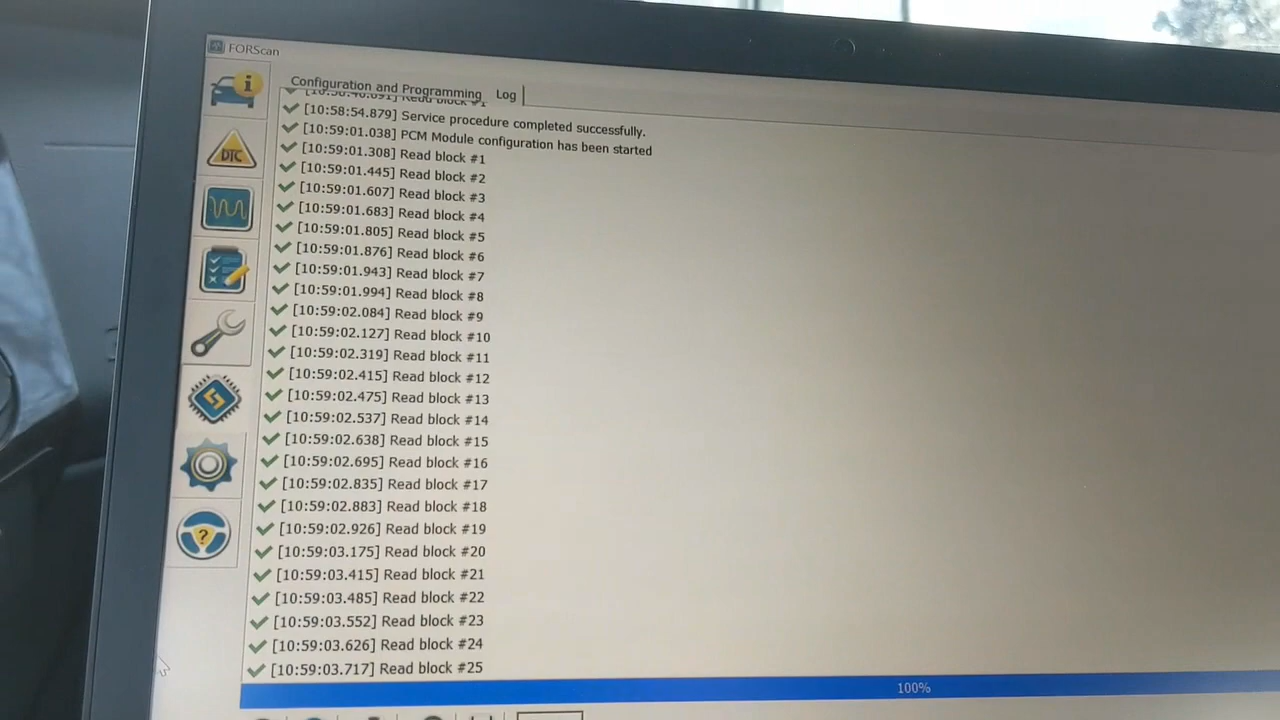 FORScan
Configuration and Programming Log
[10:58:54.879] Service procedure completed successfully.
[10:59:01.038] PCM Module configuration has been started
[10:59:01.308] Read block #1
[10:59:01.445] Read block #2
[10:59:01.607] Read block #3
[10:59:01.683] Read block #4
[10:59:01.805] Read block #5
[10:59:01.876] Read block #6
[10:59:01.943] Read block #7
[10:59:01.994] Read block #8
[10:59:02.084] Read block #9
[10:59:02.127] Read block #10
[10:59:02.319] Read block #11
[10:59:02.415] Read block #12
[10:59:02.475] Read block #13
[10:59:02.537] Read block #14
[10:59:02.638] Read block #15
[10:59:02.695] Read block #16
[10:59:02.835] Read block #17
[10:59:02.883] Read block #18
[10:59:02.926] Read block #19
[10:59:03.175] Read block #20
[10:59:03.415] Read block #21
[10:59:03.485] Read block #22
[10:59:03.552] Read block #23
[10:59:03.626] Read block #24
[10:59:03.717] Read block #25
100%
i
DTC
?